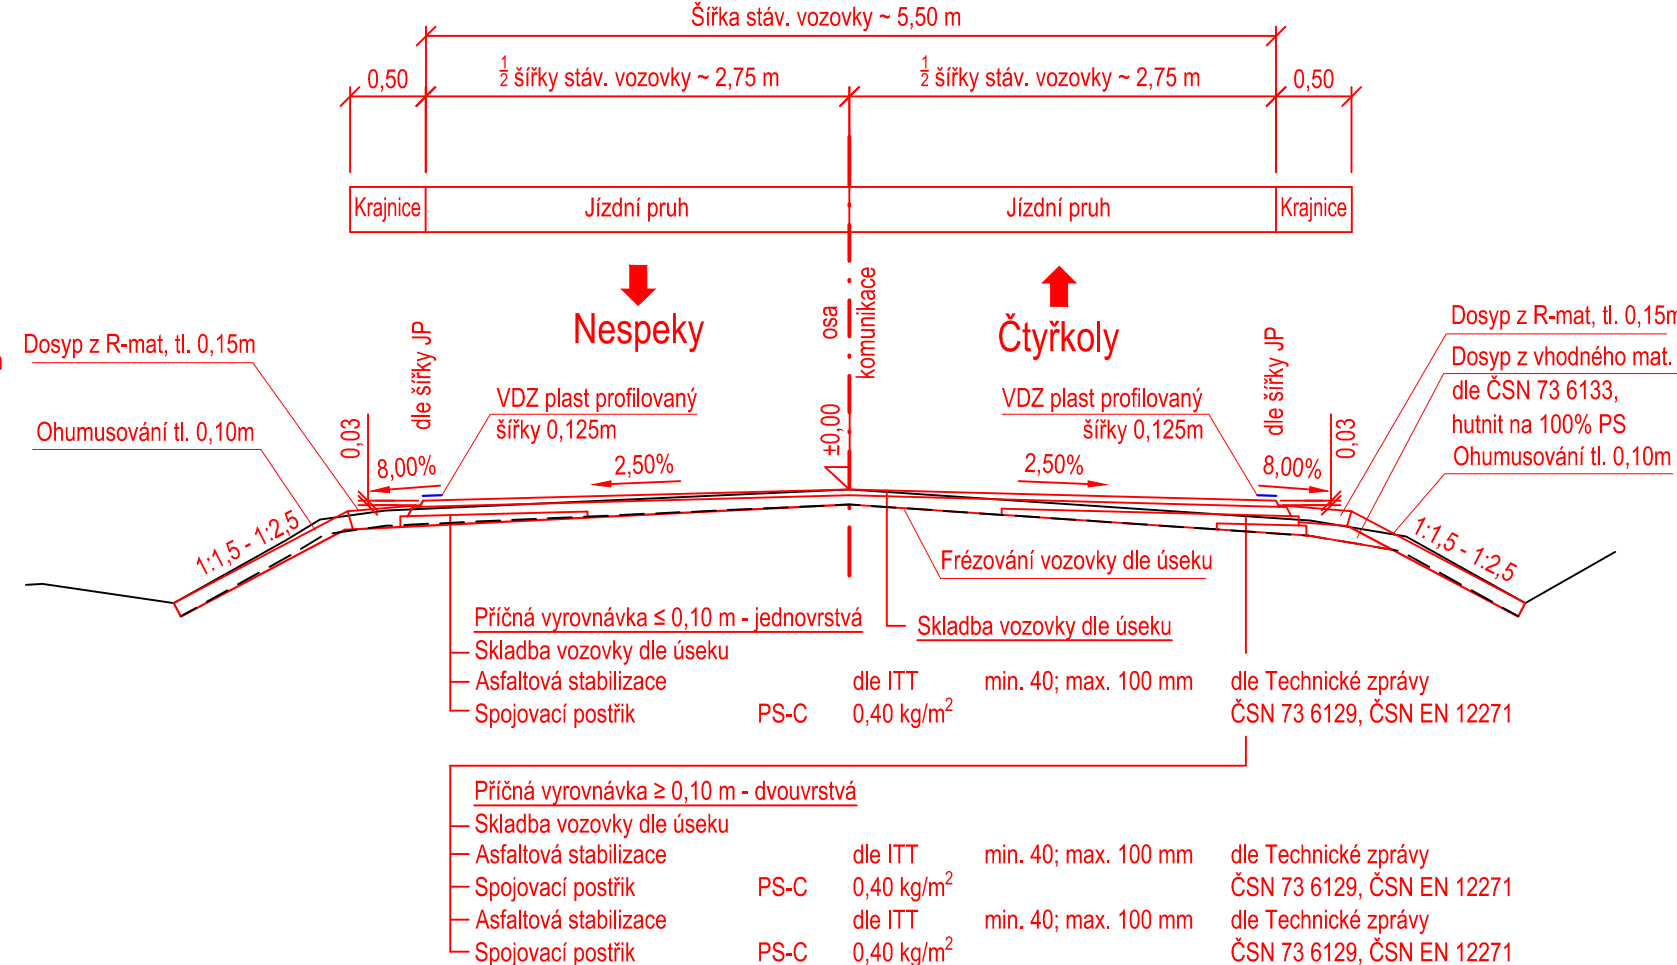 Šířka stáv. vozovky ~ 5,50 m
0,50
½ šířky stáv. vozovky ~ 2,75 m
½ šířky stáv. vozovky ~ 2,75 m
0,50
Krajnice
Jízdní pruh
Jízdní pruh
Krajnice
Nespeky
Čtyřkoly
osa
komunikace
±0,00
Dosyp z R-mat, tl. 0,15m
Ohumusování tl. 0,10m
0,03
dle šířky JP
8,00%
VDZ plast profilovaný
šířky 0,125m
2,50%
2,50%
VDZ plast profilovaný
šířky 0,125m
dle šířky JP
8,00%
0,03
Dosyp z R-mat, tl. 0,15m
Dosyp z vhodného mat.
dle ČSN 73 6133,
hutnit na 100% PS
Ohumusování tl. 0,10m
1:1,5 - 1:2,5
1:1,5 - 1:2,5
Frézování vozovky dle úseku
Skladba vozovky dle úseku
Příčná vyrovnávka ≤ 0,10 m - jednovrstvá
Skladba vozovky dle úseku
Asfaltová stabilizace dle ITT min. 40; max. 100 mm dle Technické zprávy
Spojovací postřik PS-C 0,40 kg/m² ČSN 73 6129, ČSN EN 12271
Příčná vyrovnávka ≥ 0,10 m - dvouvrstvá
Skladba vozovky dle úseku
Asfaltová stabilizace dle ITT min. 40; max. 100 mm dle Technické zprávy
Spojovací postřik PS-C 0,40 kg/m² ČSN 73 6129, ČSN EN 12271
Asfaltová stabilizace dle ITT min. 40; max. 100 mm dle Technické zprávy
Spojovací postřik PS-C 0,40 kg/m² ČSN 73 6129, ČSN EN 12271